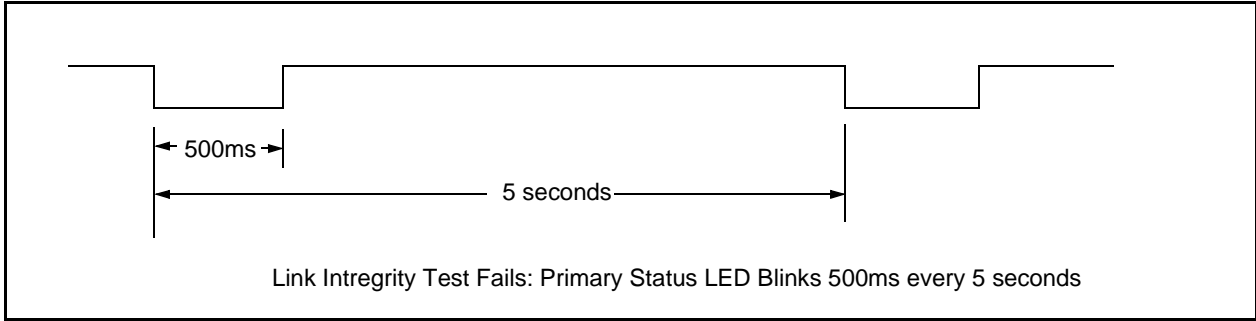 500ms
5 seconds
Link Intregrity Test Fails: Primary Status LED Blinks 500ms every 5 seconds